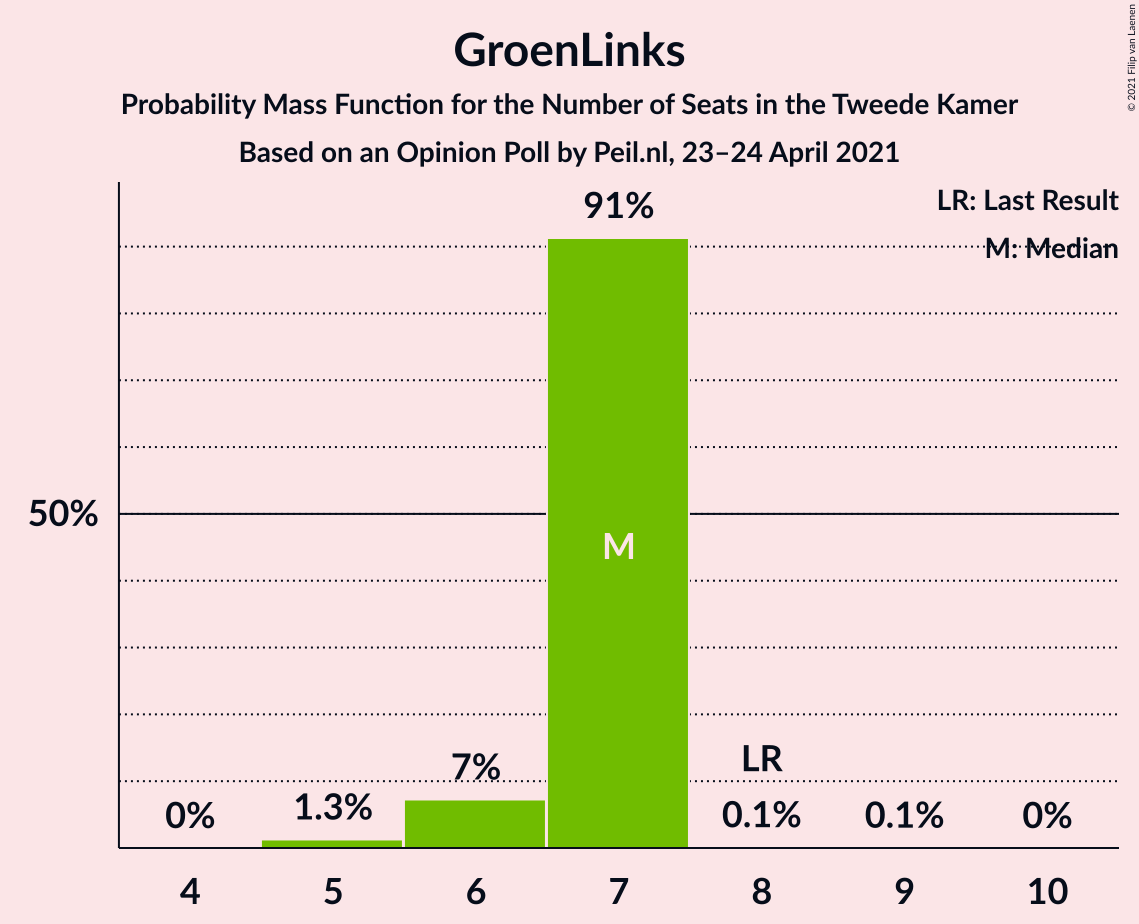 GroenLinks
Probability Mass Function for the Number of Seats in the Tweede Kamer
Based on an Opinion Poll by Peil.nl, 23–24 April 2021
© 2021 Filip van Laenen
LR: Last Result
M: Median
91%
50%
M
LR
7%
0%
1.3%
0.1%
0.1%
0%
4 5 6 7 8 9 10